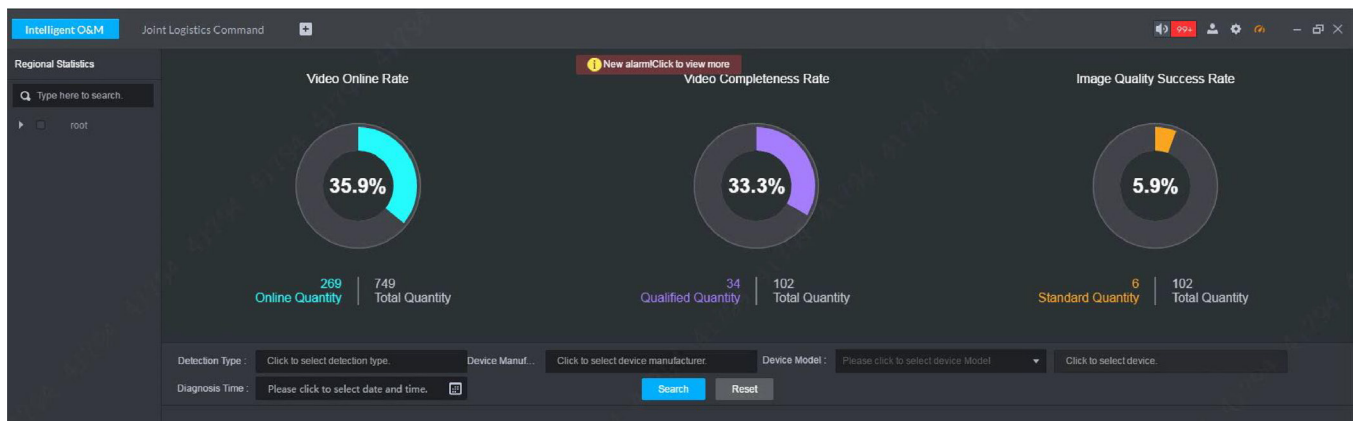 Intelligent O&M Joint Logistics Command 99+
Regional Statistics
Type here to search.
root
New alarm!Click to view more
Video Online Rate Video Completeness Rate Image Quality Success Rate
35.9% 33.3% 5.9%
269 749 34 102 6 102
Online Quantity Total Quantity Qualified Quantity Total Quantity Standard Quantity Total Quantity
Detection Type : Click to select detection type. Device Manuf... Click to select device manufacturer. Device Model : Please click to select device Model Click to select device.
Diagnosis Time : Please click to select date and time. Search Reset